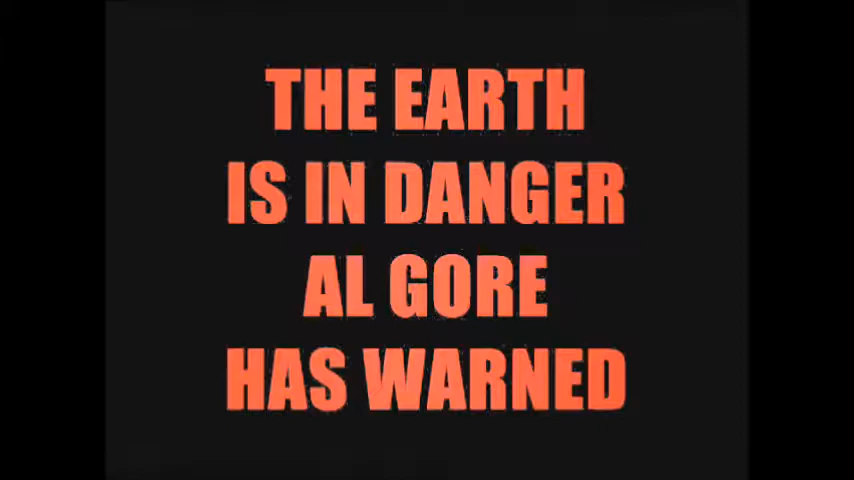 THE EARTH
IS IN DANGER
AL GORE
HAS WARNED